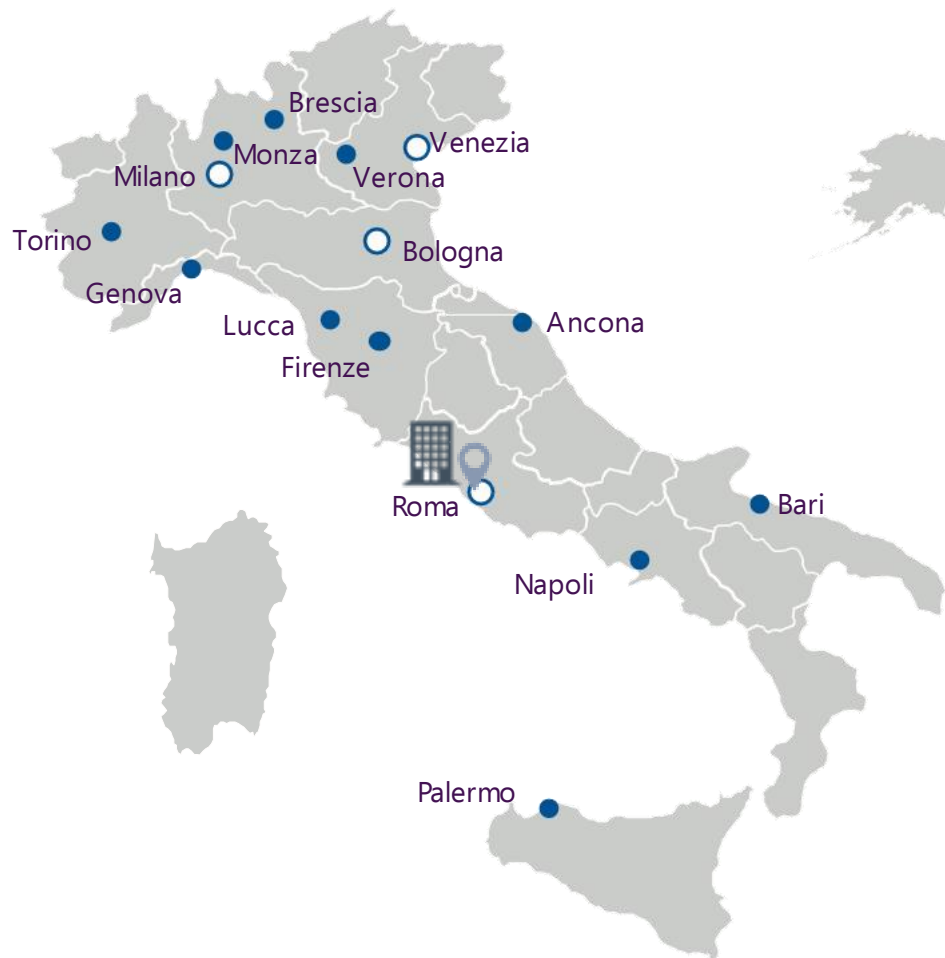 Brescia
Venezia
Monza
Milano
Verona
Torino
Bologna
Genova
Lucca
Ancona
Firenze
Roma
Bari
Napoli
Palermo